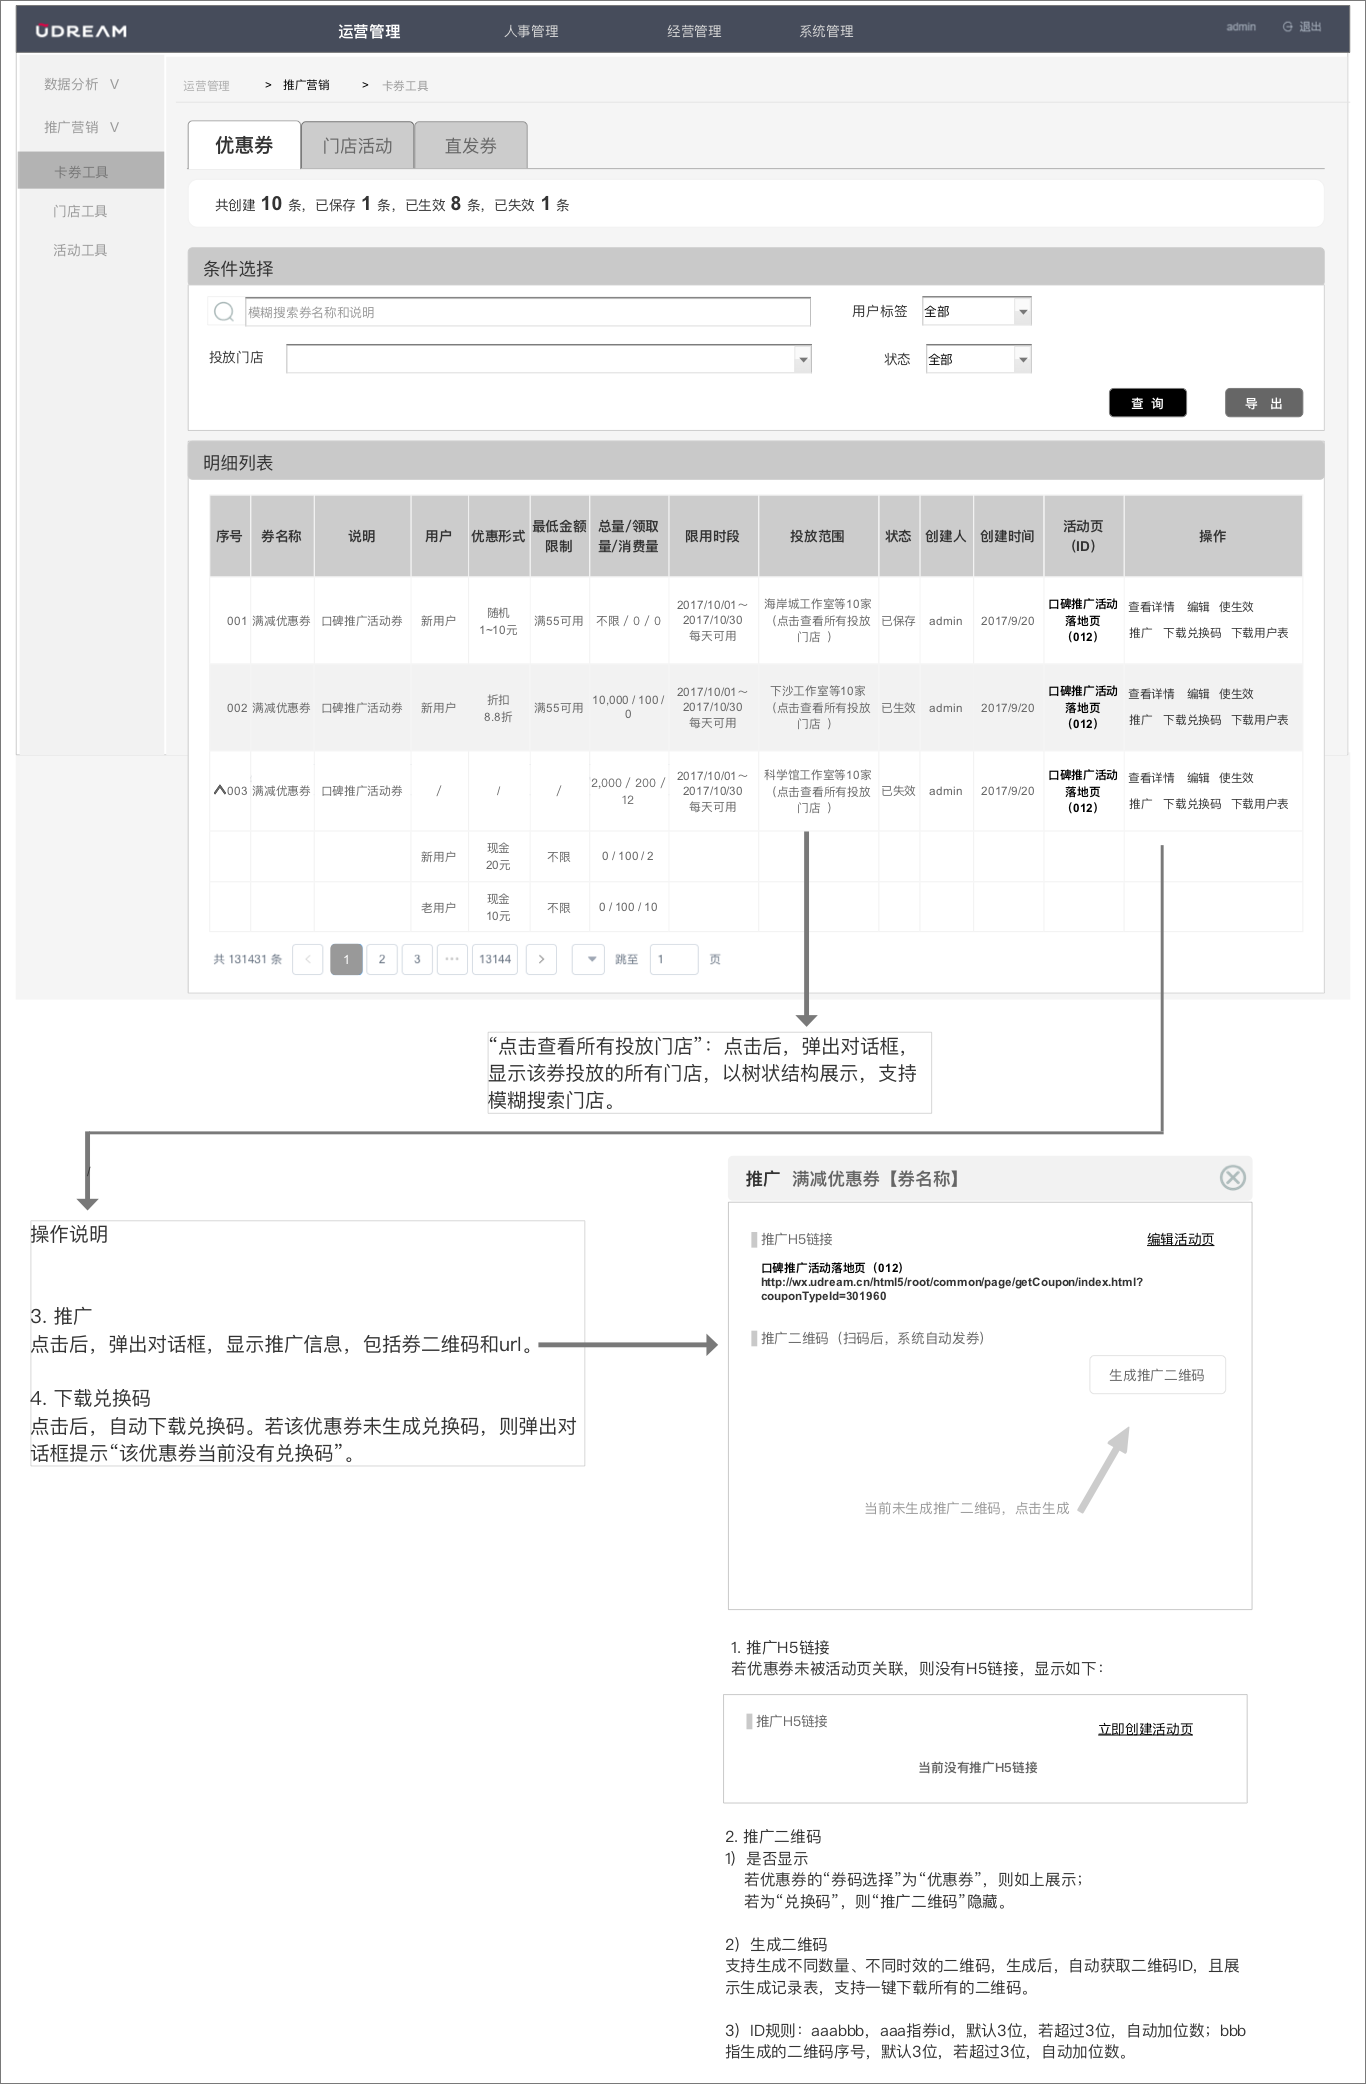 UDREAM 运营管理 人事管理 经营管理 系统管理 admin 退出
数据分析 V
推广营销 V
卡券工具
门店工具
活动工具
运营管理 > 推广营销 > 卡券工具
优惠券 门店活动 直发券
共创建 10 条，已保存 1 条，已生效 8 条，已失效 1 条
条件选择
模糊搜索券名称和说明 用户标签 全部
投放门店 状态 全部
查 询 导 出
明细列表
序号 券名称 说明 用户 优惠形式 最低金额限制 总量/领取量/消费量 限用时段 投放范围 状态 创建人 创建时间 活动页（ID） 操作
001 满减优惠券 口碑推广活动券 新用户 随机 1~10元 满55可用 不限 / 0 / 0 2017/10/01～2017/10/30 每天可用 海岸城工作室等10家（点击查看所有投放门店 ） 已保存 admin 2017/9/20 口碑推广活动落地页（012） 查看详情 编辑 使生效
推广 下载兑换码 下载用户表
002 满减优惠券 口碑推广活动券 新用户 折扣 8.8折 满55可用 10,000 / 100 / 0 2017/10/01～2017/10/30 每天可用 下沙工作室等10家（点击查看所有投放门店 ） 已生效 admin 2017/9/20 口碑推广活动落地页（012） 查看详情 编辑 使生效
推广 下载兑换码 下载用户表
003 满减优惠券 口碑推广活动券 / / / 2,000 / 200 / 12 2017/10/01～2017/10/30 每天可用 科学馆工作室等10家（点击查看所有投放门店 ） 已失效 admin 2017/9/20 口碑推广活动落地页（012） 查看详情 编辑 使生效
推广 下载兑换码 下载用户表
新用户 现金 20元 不限 0 / 100 / 2
老用户 现金 10元 不限 0 / 100 / 10
共 131431 条 < 1 2 3 ••• 13144 > 跳至 1 页
“点击查看所有投放门店”：点击后，弹出对话框，
显示该券投放的所有门店，以树状结构展示，支持
模糊搜索门店。
/
操作说明
3. 推广
点击后，弹出对话框，显示推广信息，包括券二维码和url。
4. 下载兑换码
点击后，自动下载兑换码。若该优惠券未生成兑换码，则弹出对
话框提示“该优惠券当前没有兑换码”。
推广 满减优惠券【券名称】
推广H5链接 编辑活动页
口碑推广活动落地页（012）
http://wx.udream.cn/html5/root/common/page/getCoupon/index.html?
couponTypeId=301960
推广二维码（扫码后，系统自动发券）
生成推广二维码
当前未生成推广二维码，点击生成
1. 推广H5链接
若优惠券未被活动页关联，则没有H5链接，显示如下：
推广H5链接 立即创建活动页
当前没有推广H5链接
2. 推广二维码
1）是否显示
若优惠券的“券码选择”为“优惠券”，则如上展示；
若为“兑换码”，则“推广二维码”隐藏。
2）生成二维码
支持生成不同数量、不同时效的二维码，生成后，自动获取二维码ID，且展
示生成记录表，支持一键下载所有的二维码。
3）ID规则：aaabbb，aaa指券id，默认3位，若超过3位，自动加位数；bbb
指生成的二维码序号，默认3位，若超过3位，自动加位数。